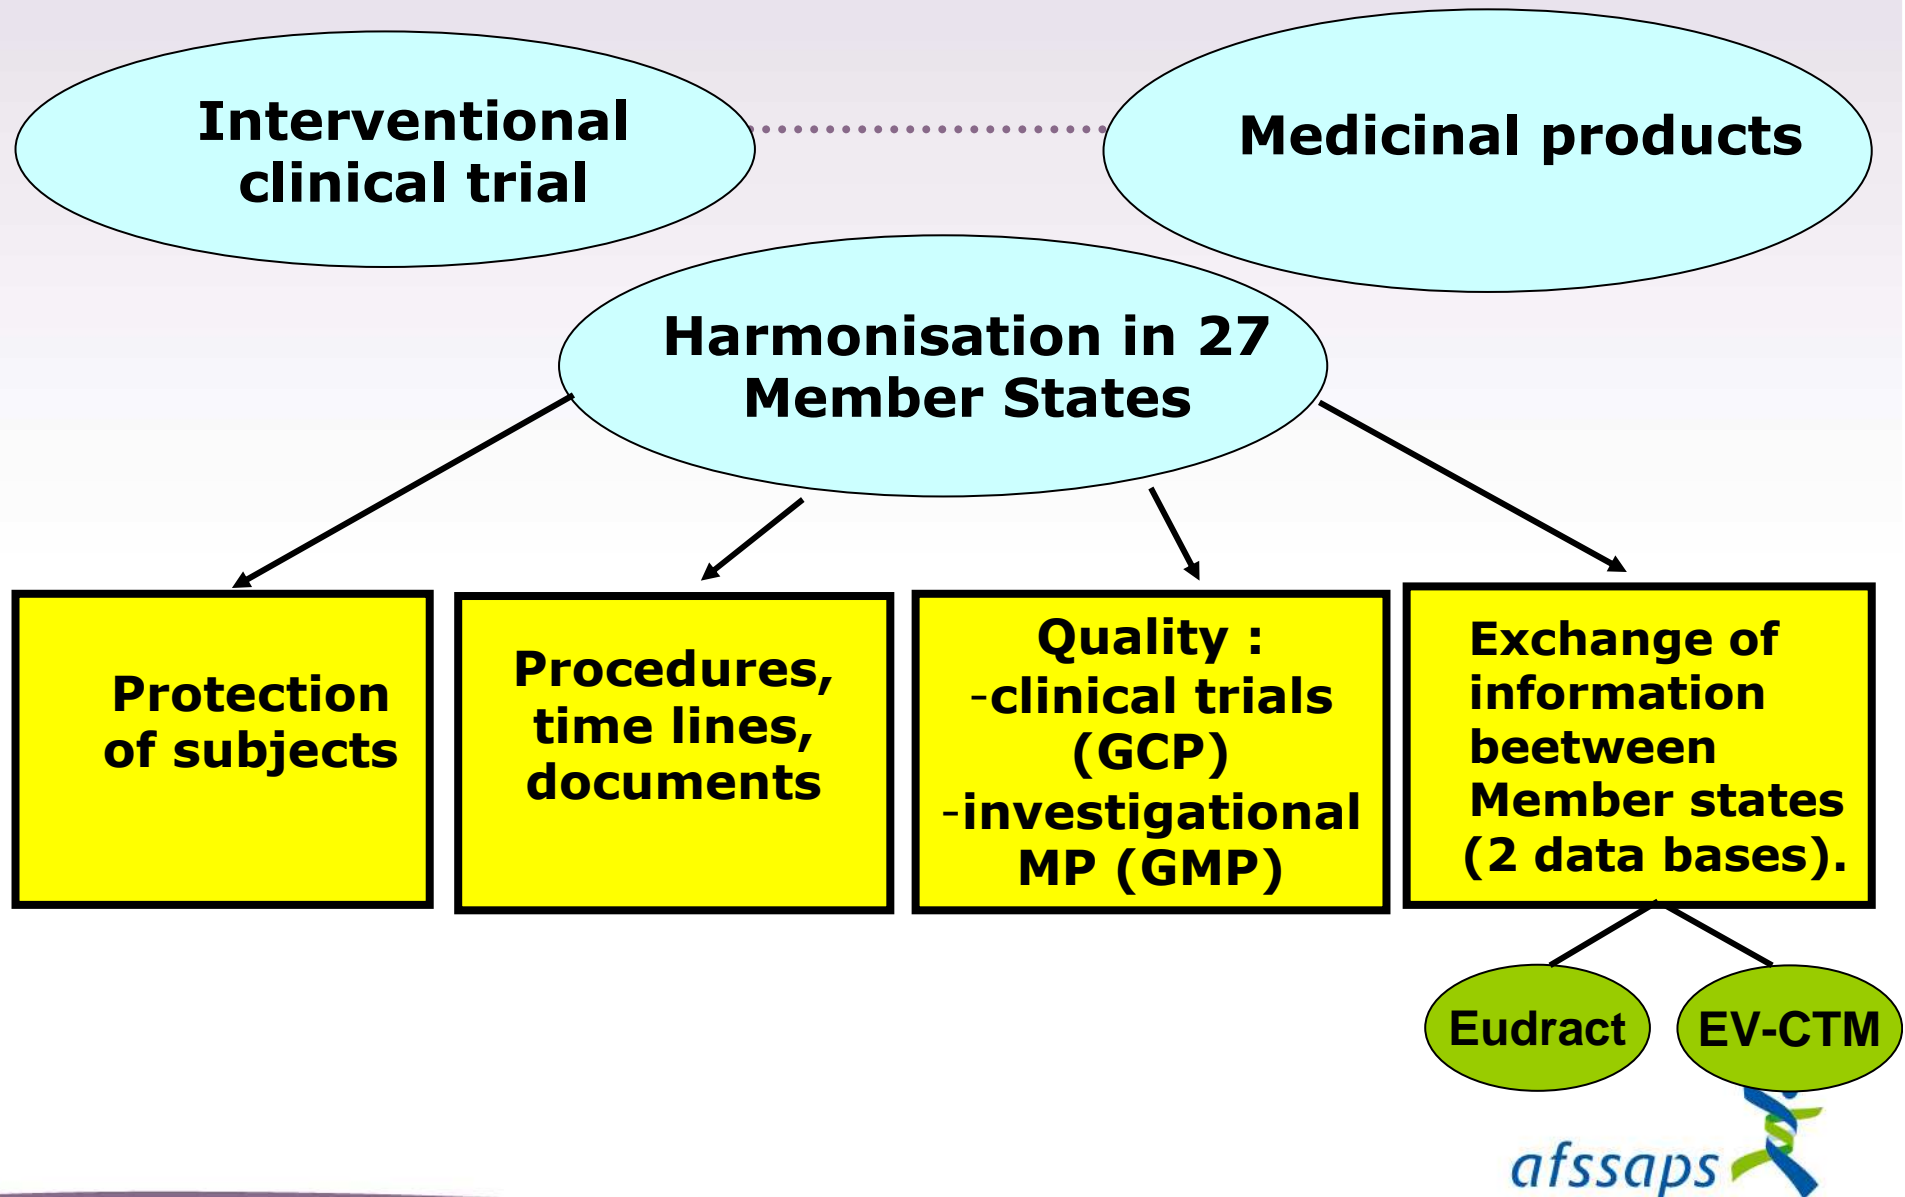 Interventional
clinical trial
Medicinal products
Harmonisation in 27
Member States
Protection
of subjects
Procedures,
time lines,
documents
Quality :
-clinical trials
(GCP)
-investigational
MP (GMP)
Exchange of
information
beetween
Member states
(2 data bases).
Eudract
EV-CTM
afssaps